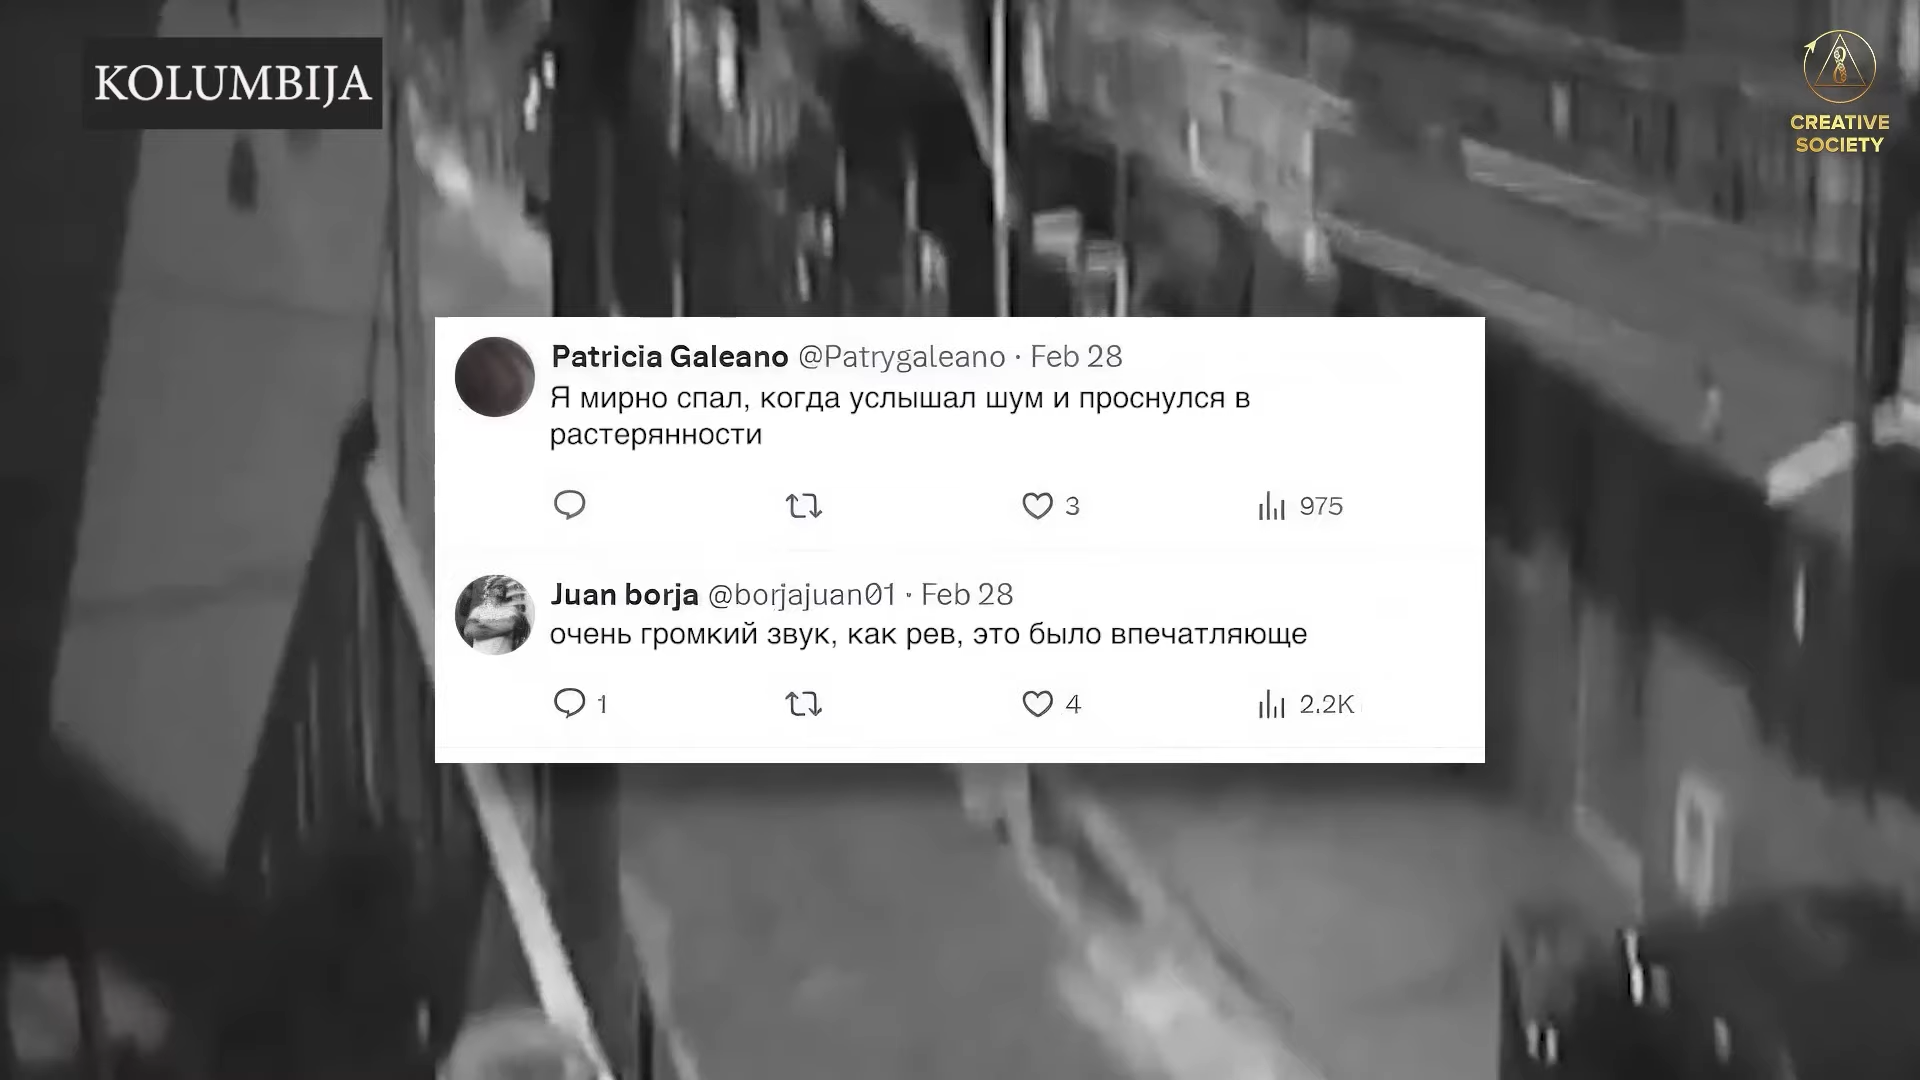 KOLUMBIJA
CREATIVE
SOCIETY
Patricia Galeano @Patrygaleano · Feb 28
Я мирно спал, когда услышал шум и проснулся в
растерянности
3 975
Juan borja @borjajuan01 · Feb 28
очень громкий звук, как рев, это было впечатляюще
1 4 2.2K